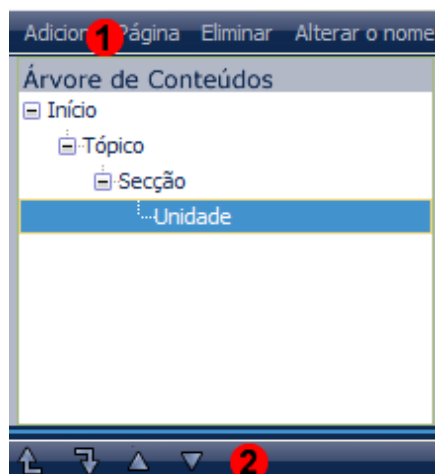 Adicion 1 Página Eliminar Alterar o nome
Árvore de Conteúdos
Início
Tópico
Secção
Unidade
2